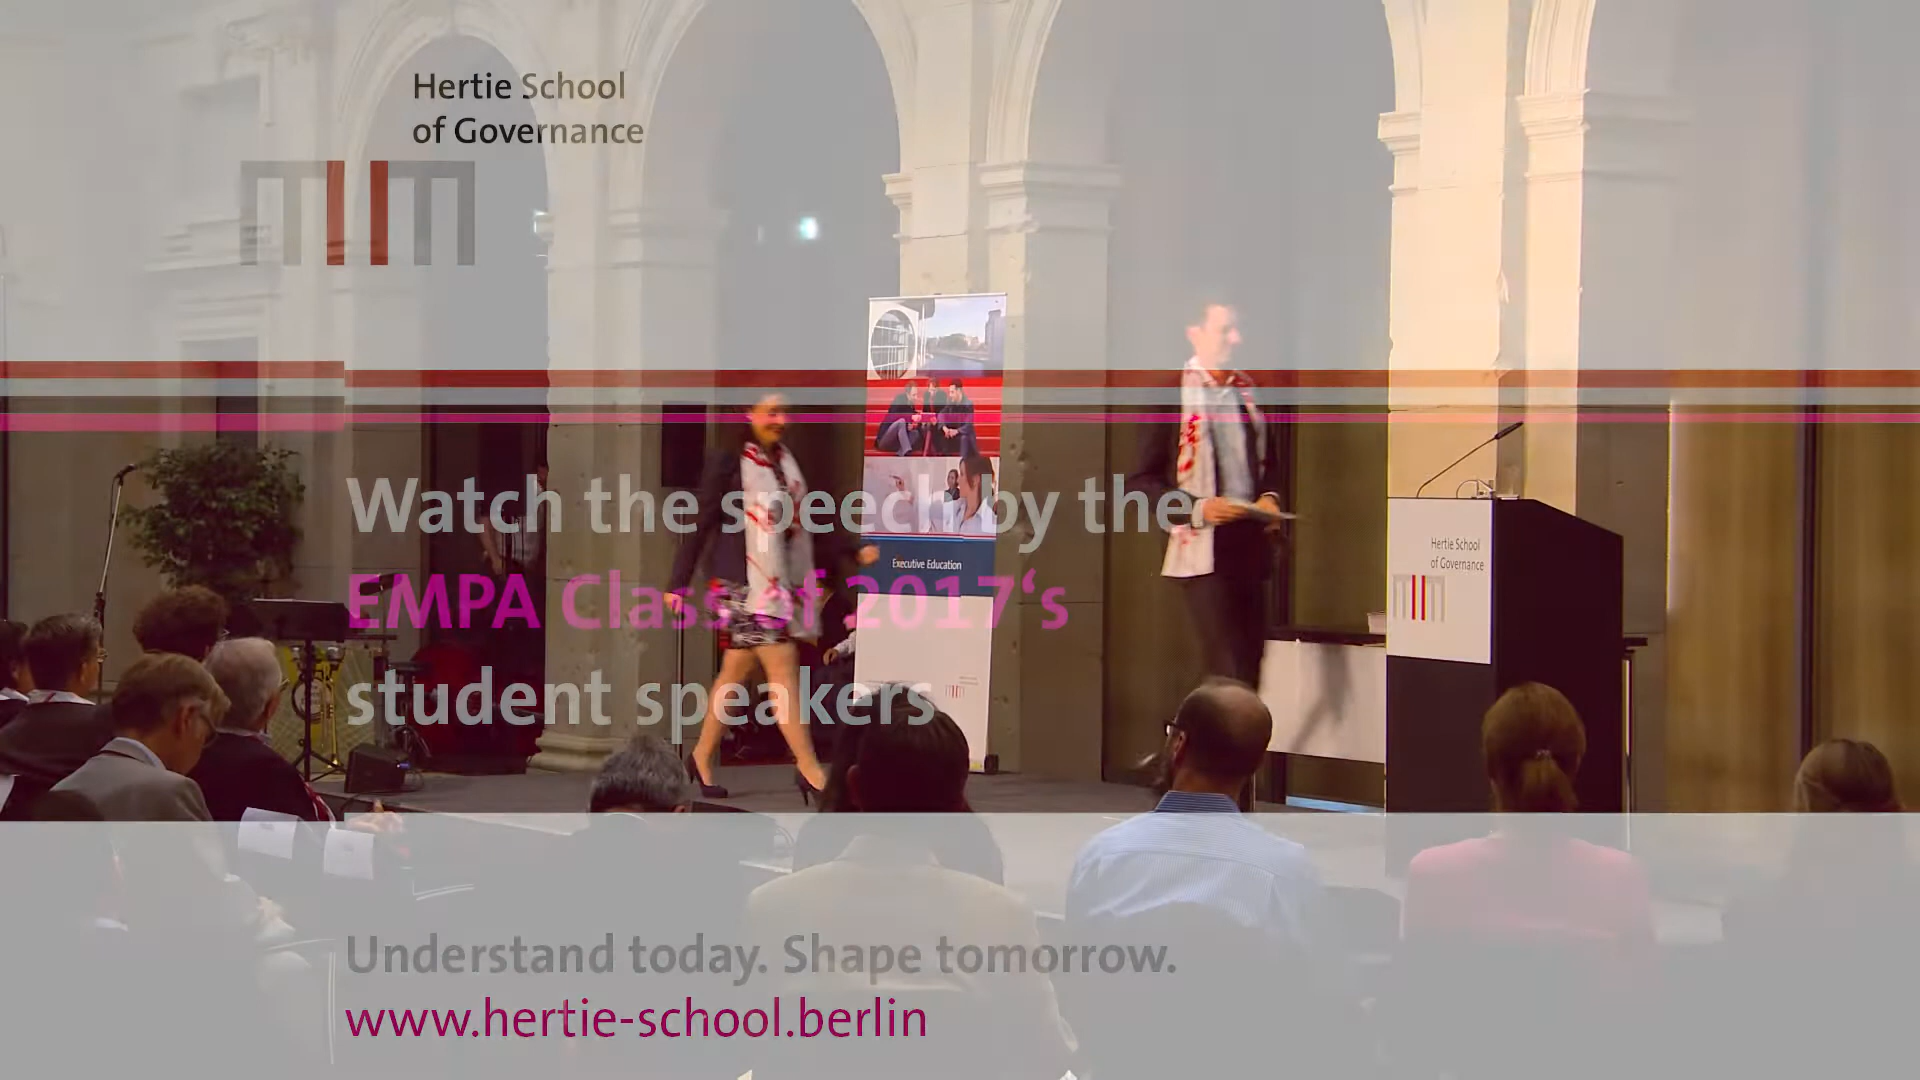 Hertie School
of Governance
Watch the speech by the
EMPA Class of 2017‘s
student speakers
Executive Education
Hertie School
of Governance
Understand today. Shape tomorrow.
www.hertie-school.berlin